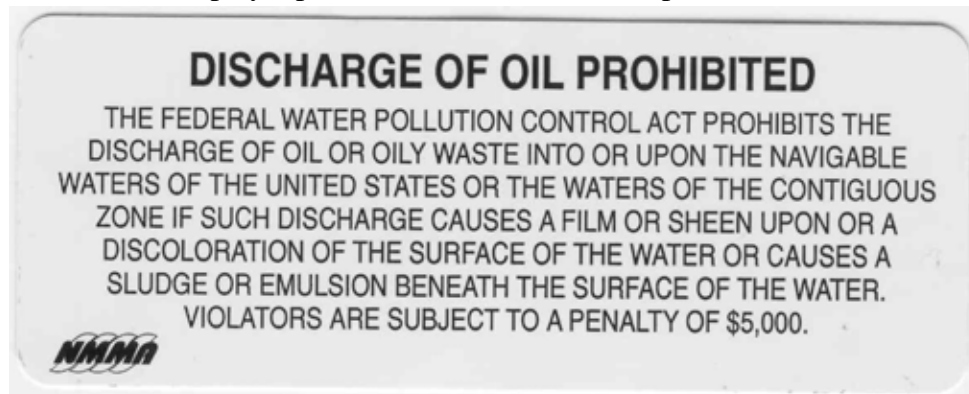 DISCHARGE OF OIL PROHIBITED
THE FEDERAL WATER POLLUTION CONTROL ACT PROHIBITS THE
DISCHARGE OF OIL OR OILY WASTE INTO OR UPON THE NAVIGABLE
WATERS OF THE UNITED STATES OR THE WATERS OF THE CONTIGUOUS
ZONE IF SUCH DISCHARGE CAUSES A FILM OR SHEEN UPON OR A
DISCOLORATION OF THE SURFACE OF THE WATER OR CAUSES A
SLUDGE OR EMULSION BENEATH THE SURFACE OF THE WATER.
VIOLATORS ARE SUBJECT TO A PENALTY OF $5,000.
NMMA